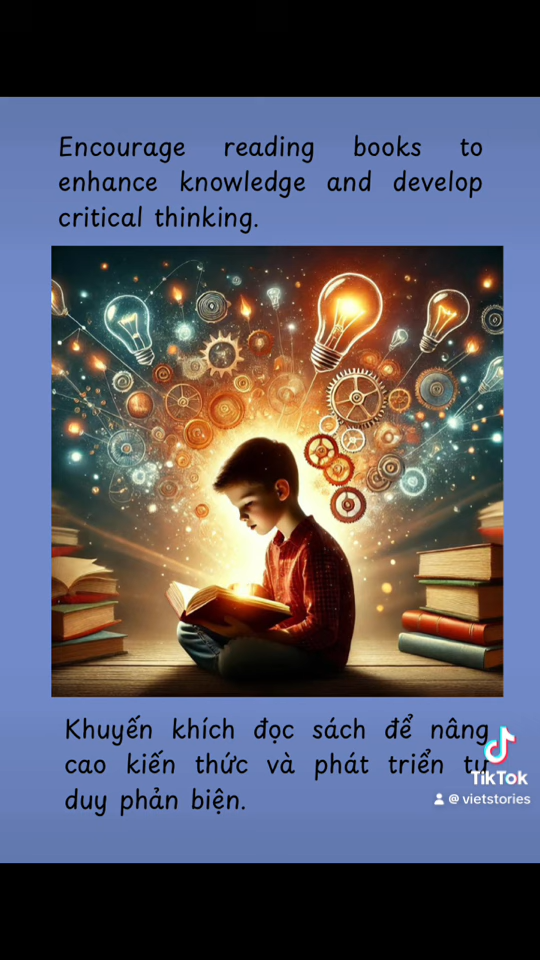 Encourage reading books to
enhance knowledge and develop
critical thinking.
Khuyến khích đọc sách để nâng
cao kiến thức và phát triển tư
duy phản biện.
TikTok
@ vietstories